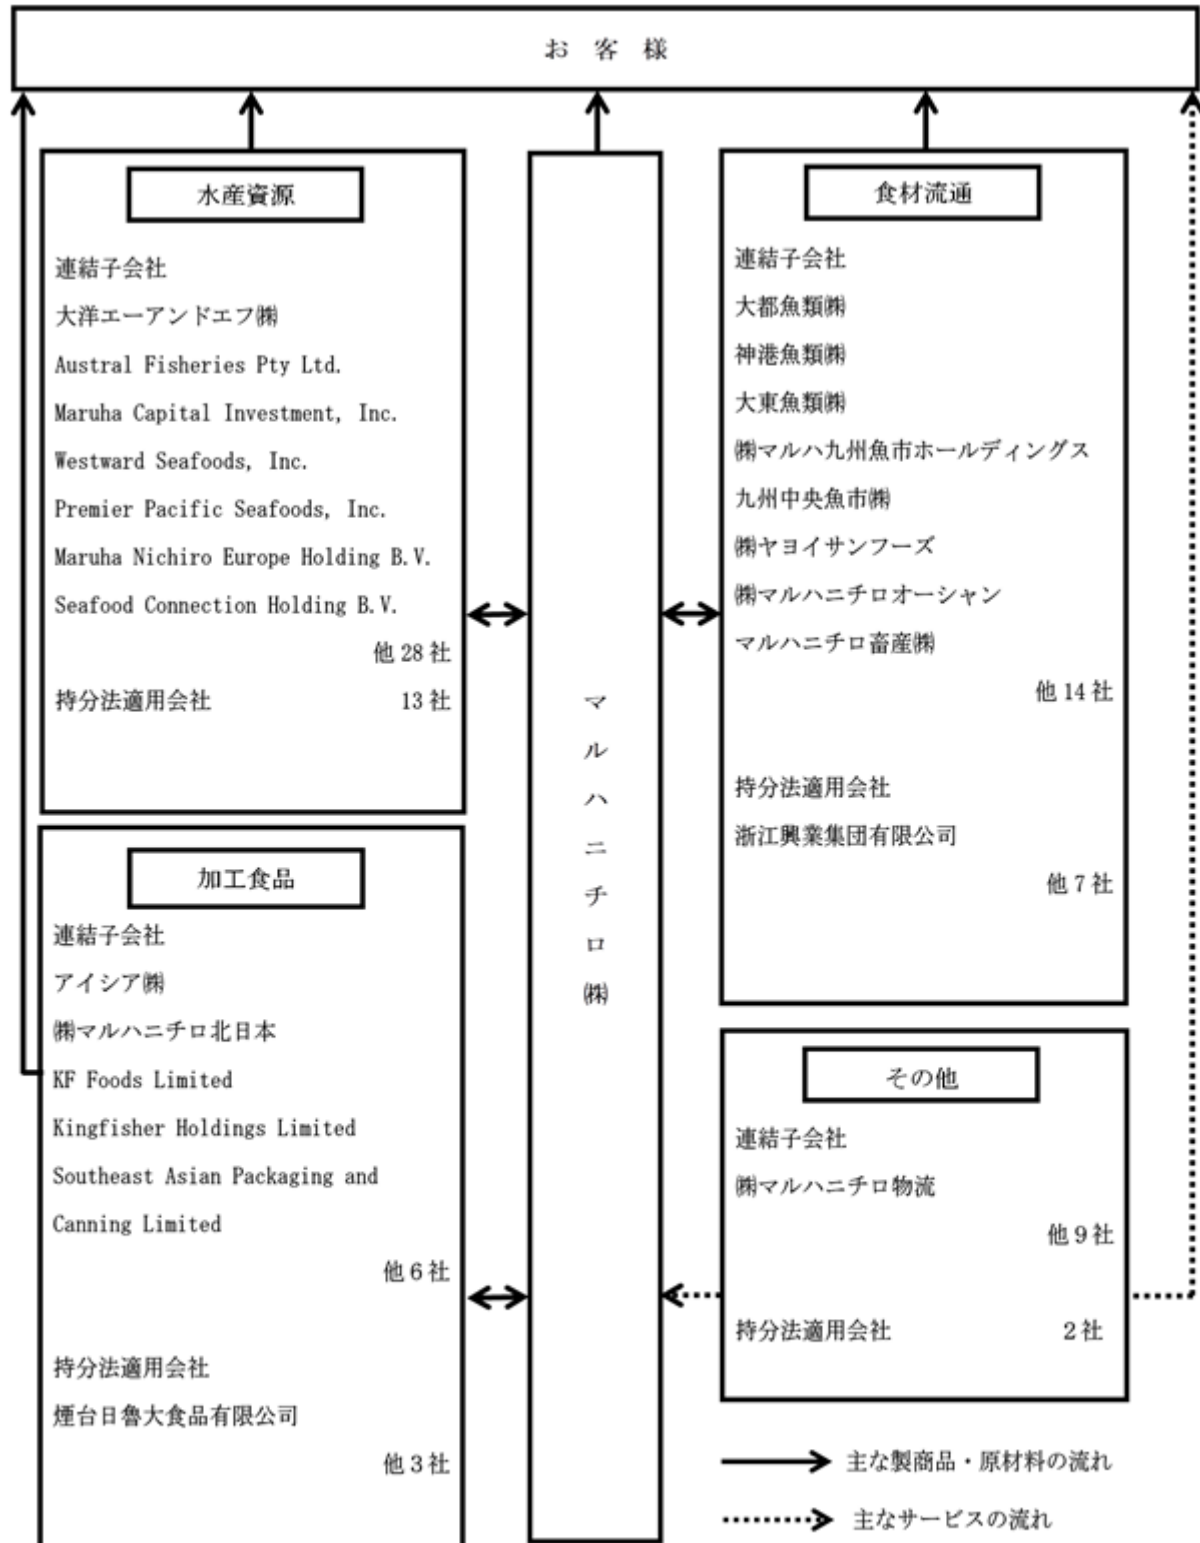 お 客 様
水産資源
連結子会社
大洋エーアンドエフ㈱
Austral Fisheries Pty Ltd.
Maruha Capital Investment, Inc.
Westward Seafoods, Inc.
Premier Pacific Seafoods, Inc.
Maruha Nichiro Europe Holding B.V.
Seafood Connection Holding B.V.
他 28 社
持分法適用会社 13 社
加工食品
連結子会社
アイシア㈱
㈱マルハニチロ北日本
KF Foods Limited
Kingfisher Holdings Limited
Southeast Asian Packaging and
Canning Limited
他 6 社
持分法適用会社
煙台日魯大食品有限公司
他 3 社
マルハニチロ㈱
食材流通
連結子会社
大都魚類㈱
神港魚類㈱
大東魚類㈱
㈱マルハ九州魚市ホールディングス
九州中央魚市㈱
㈱ヤヨイサンフーズ
㈱マルハニチロオーシャン
マルハニチロ畜産㈱
他 14 社
持分法適用会社
浙江興業集団有限公司
他 7 社
その他
連結子会社
㈱マルハニチロ物流
他 9 社
持分法適用会社 2 社
主な製商品・原材料の流れ
主なサービスの流れ